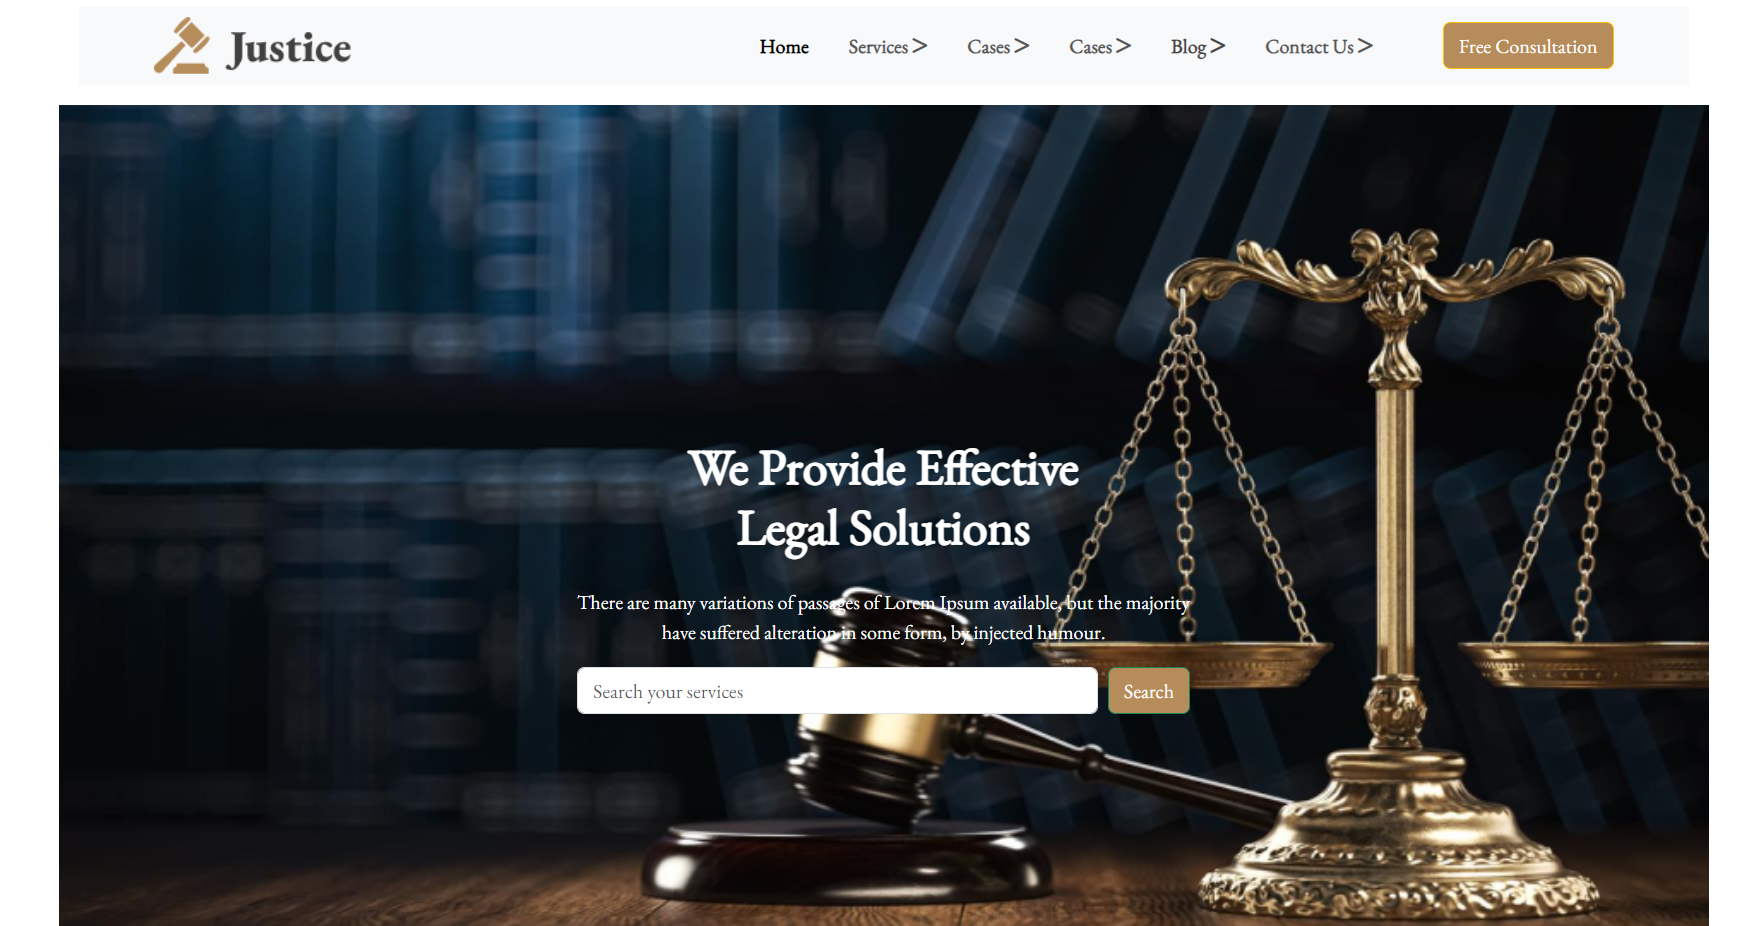 Justice
Home Services > Cases > Cases > Blog > Contact Us > Free Consultation
We Provide Effective
Legal Solutions
There are many variations of passages of Lorem Ipsum available, but the majority
have suffered alteration in some form, by injected humour.
Search your services Search